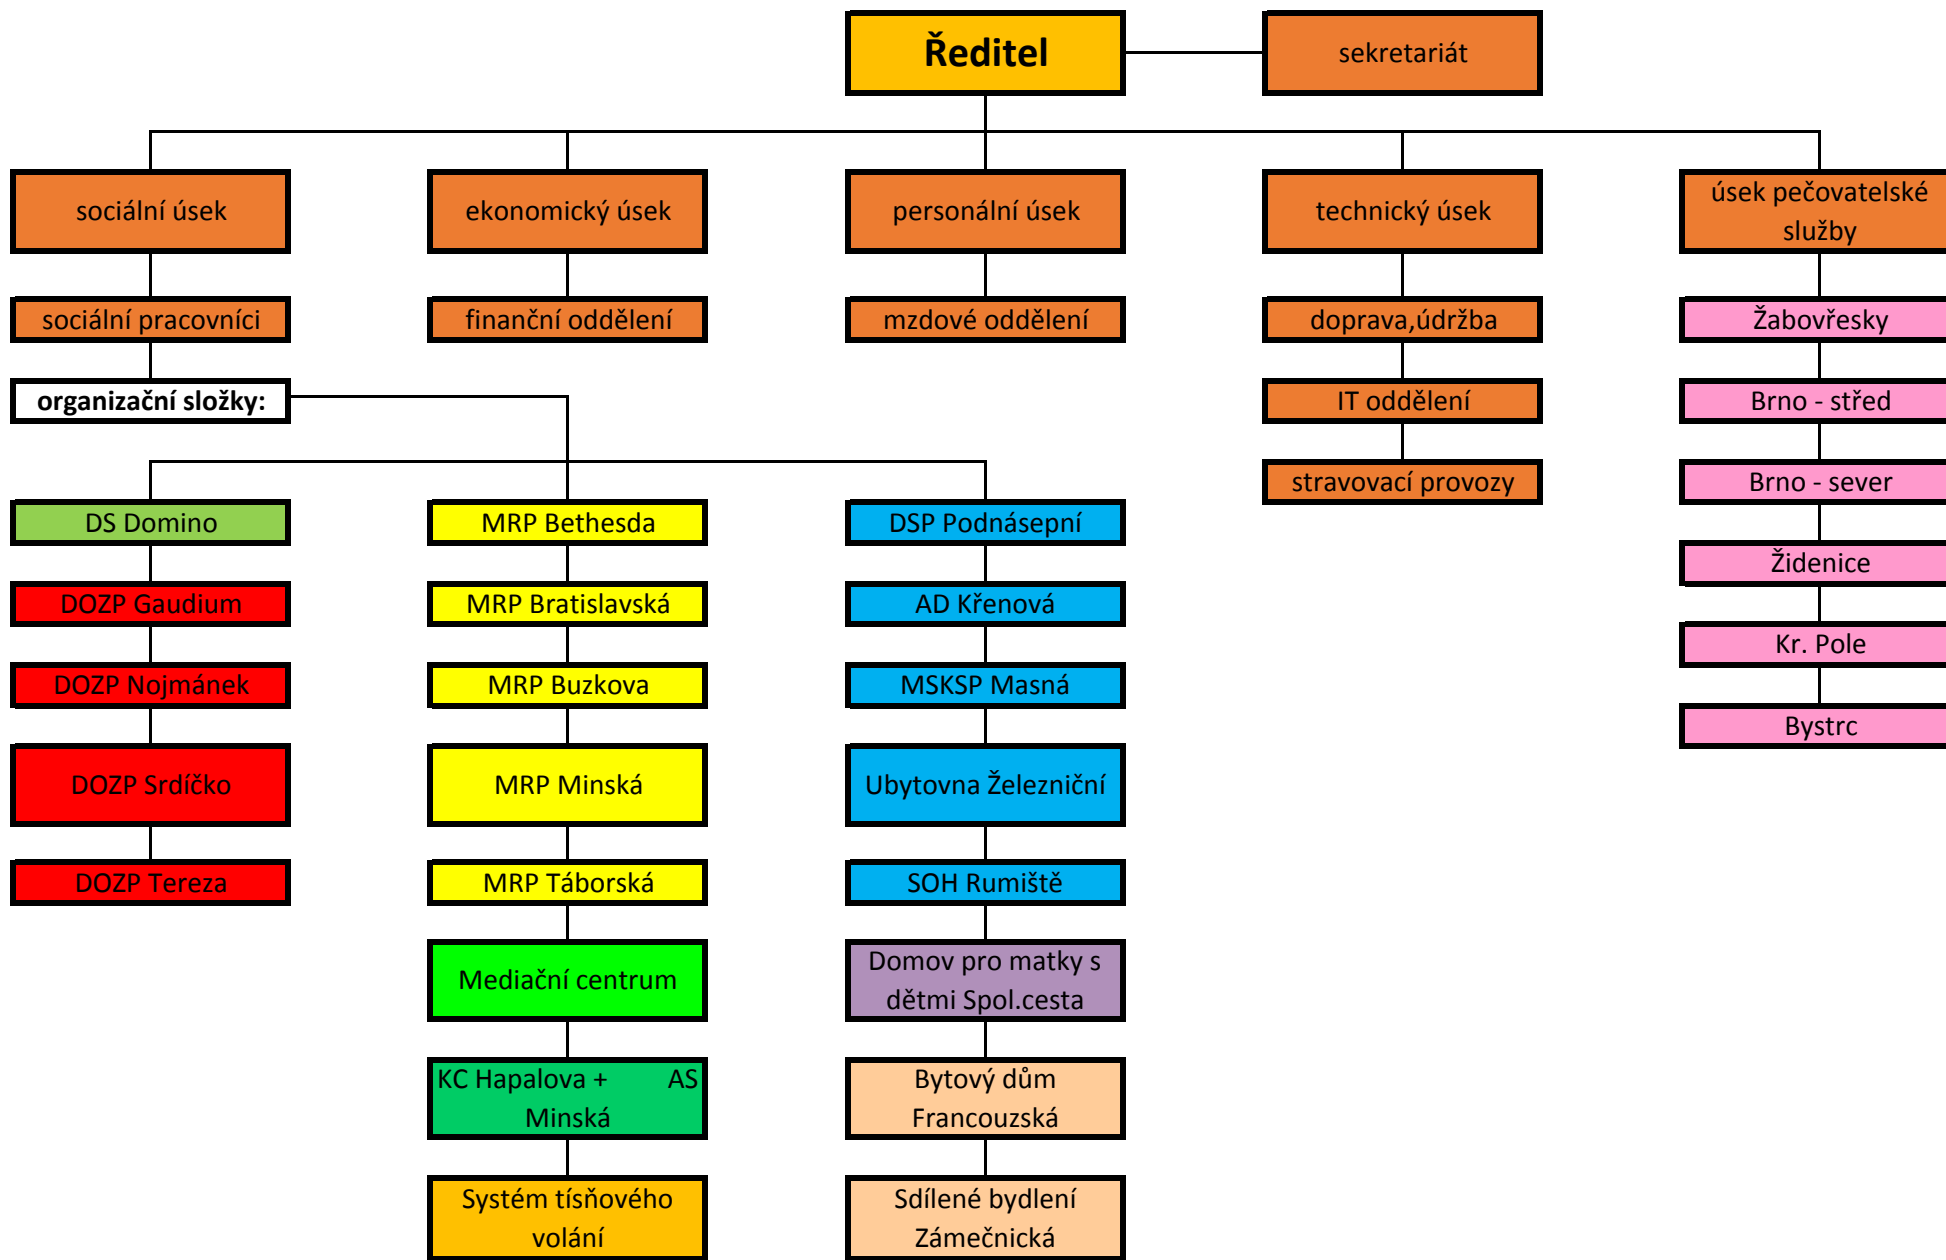 Ředitel
sekretariát
sociální úsek
ekonomický úsek
personální úsek
technický úsek
úsek pečovatelské
služby
sociální pracovníci
finanční oddělení
mzdové oddělení
doprava,údržba
Žabovřesky
organizační složky:
IT oddělení
Brno - střed
stravovací provozy
Brno - sever
DS Domino
MRP Bethesda
DSP Podnásepní
Židenice
DOZP Gaudium
MRP Bratislavská
AD Křenová
Kr. Pole
DOZP Nojmánek
MRP Buzkova
MSKSP Masná
Bystrc
DOZP Srdíčko
MRP Minská
Ubytovna Železniční
DOZP Tereza
MRP Táborská
SOH Rumiště
Mediační centrum
Domov pro matky s
dětmi Spol.cesta
KC Hapalova + AS
Minská
Bytový dům
Francouzská
Systém tísňového
volání
Sdílené bydlení
Zámečnická